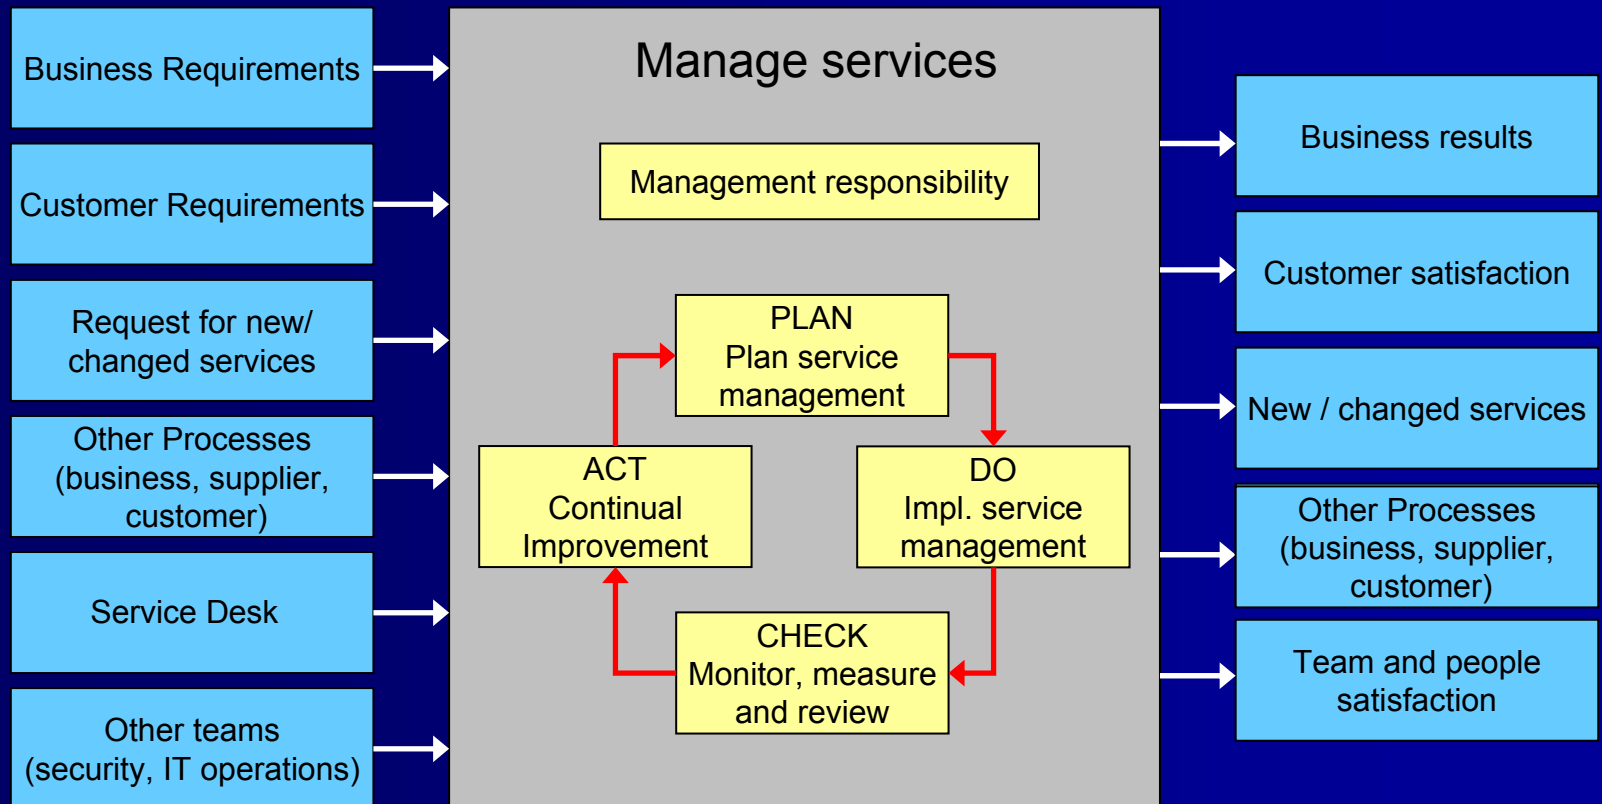 Business Requirements
Customer Requirements
Request for new/
changed services
Other Processes
(business, supplier,
customer)
Service Desk
Other teams
(security, IT operations)
Manage services
Management responsibility
PLAN
Plan service
management
DO
Impl. service
management
CHECK
Monitor, measure
and review
ACT
Continual
Improvement
Business results
Customer satisfaction
New / changed services
Other Processes
(business, supplier,
customer)
Team and people
satisfaction